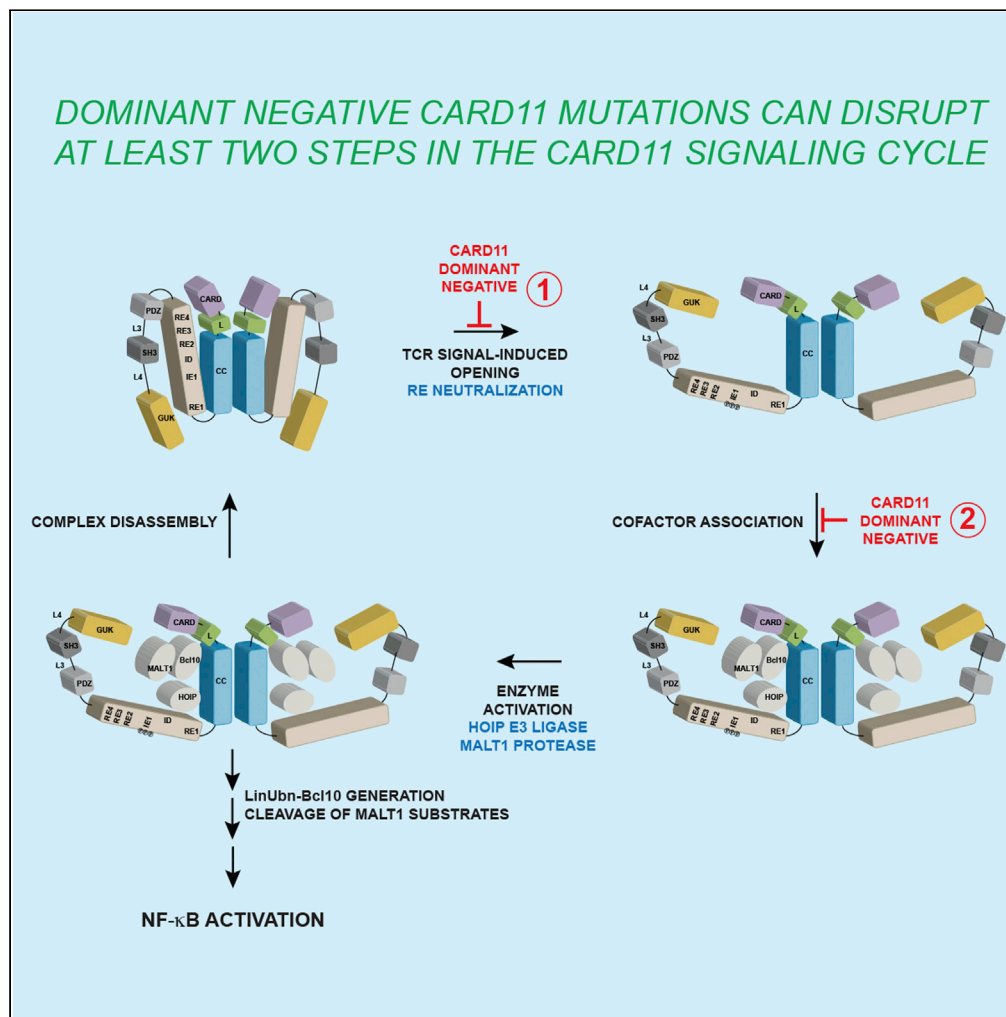 DOMINANT NEGATIVE CARD11 MUTATIONS CAN DISRUPT
AT LEAST TWO STEPS IN THE CARD11 SIGNALING CYCLE
CARD11
DOMINANT
NEGATIVE
1
TCR SIGNAL-INDUCED
OPENING
RE NEUTRALIZATION
PDZ
L3
SH3
L4
GUK
RE4
RE3
RE2
ID
IE1
RE1
CARD
L
CC
L4
GUK
SH3
L3
PDZ
RE4
RE3
RE2
IE1
ID
RE1
CARD
L
CC
COMPLEX DISASSEMBLY
COFACTOR ASSOCIATION
CARD11
DOMINANT
NEGATIVE
2
L4
GUK
SH3
L3
PDZ
RE4
RE3
RE2
IE1
ID
RE1
CARD
L
MALT1
Bcl10
HOIP
CC
ENZYME
ACTIVATION
HOIP E3 LIGASE
MALT1 PROTEASE
L4
GUK
SH3
L3
PDZ
RE4
RE3
RE2
IE1
ID
RE1
CARD
L
MALT1
Bcl10
HOIP
CC
LinUbn-Bcl10 GENERATION
CLEAVAGE OF MALT1 SUBSTRATES
NF-κB ACTIVATION